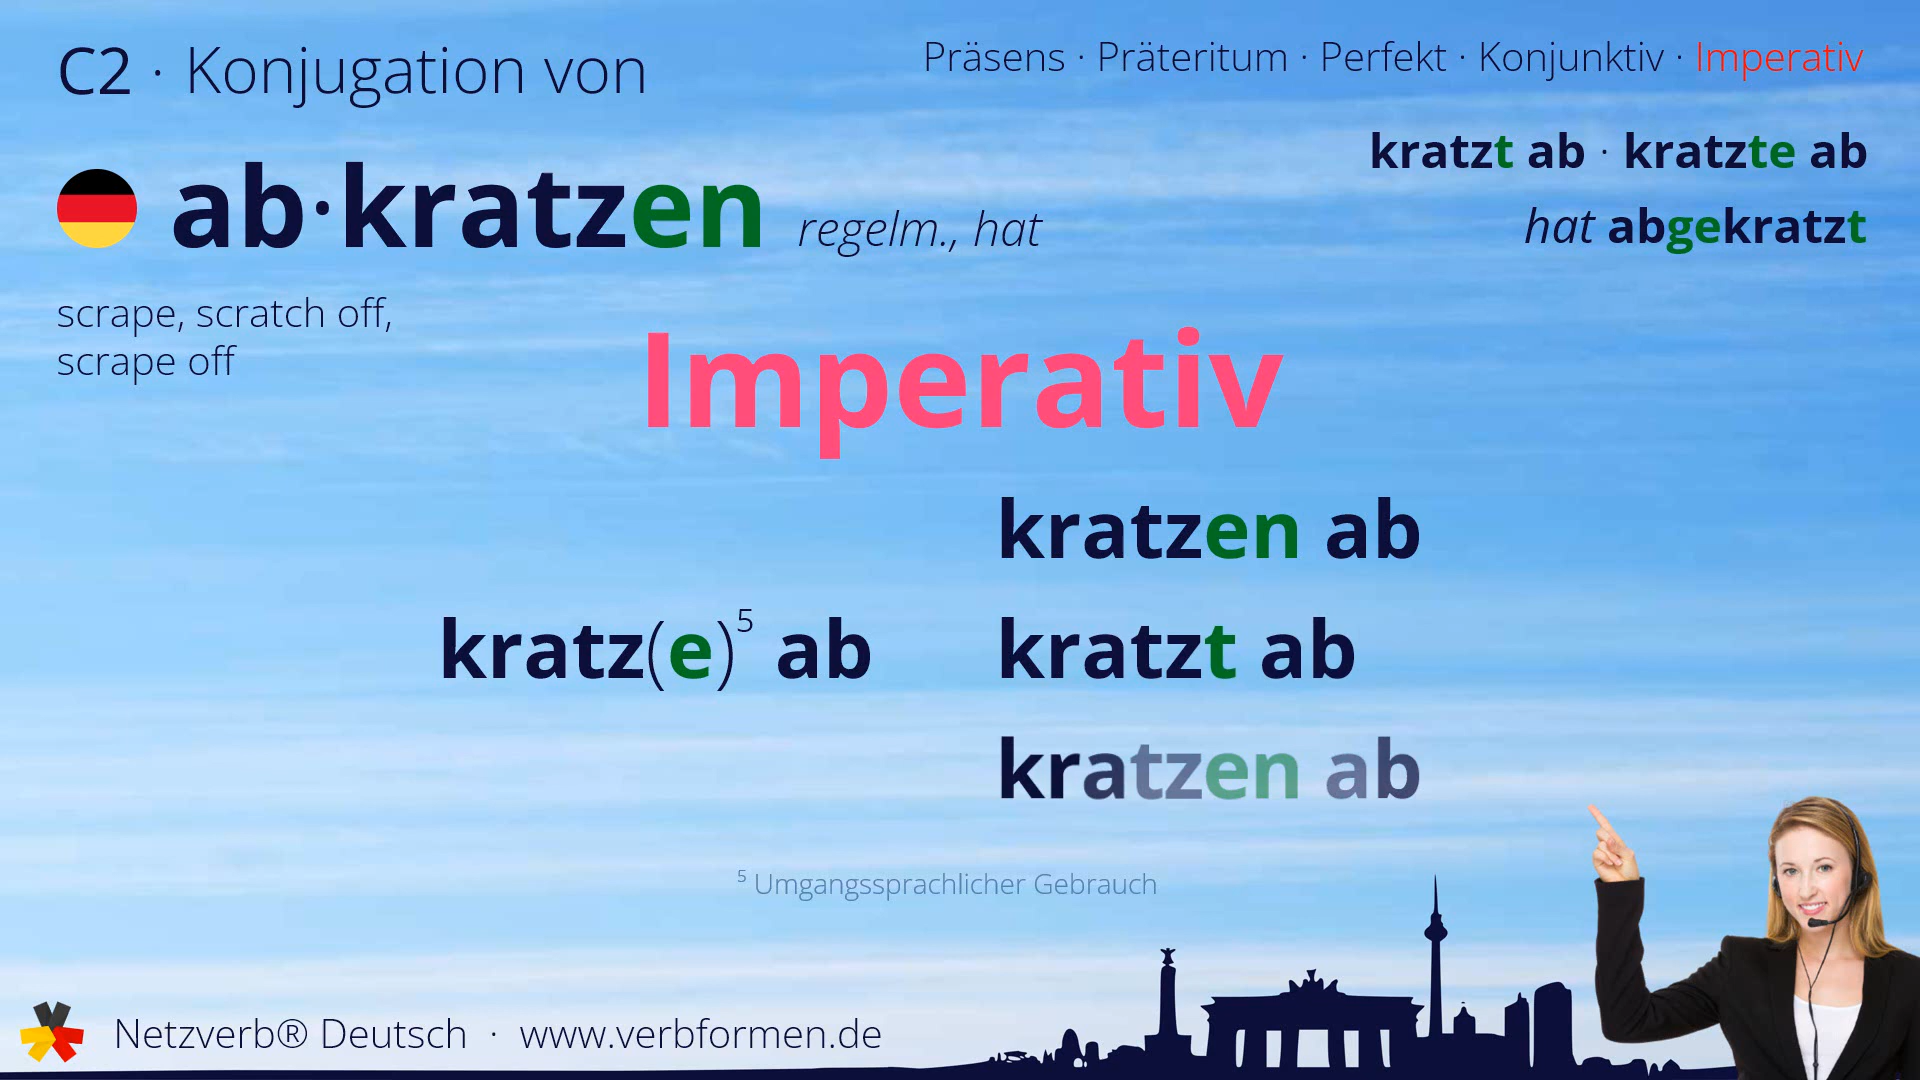 C2 · Konjugation von
Präsens · Präteritum · Perfekt · Konjunktiv · Imperativ
ab·kratzen regelm., hat
kratzt ab · kratzte ab
hat abgekratzt
scrape, scratch off,
scrape off
Imperativ
kratzen ab
kratz(e)⁵ ab
kratzt ab
kratzen ab
⁵ Umgangssprachlicher Gebrauch
Netzverb® Deutsch · www.verbformen.de